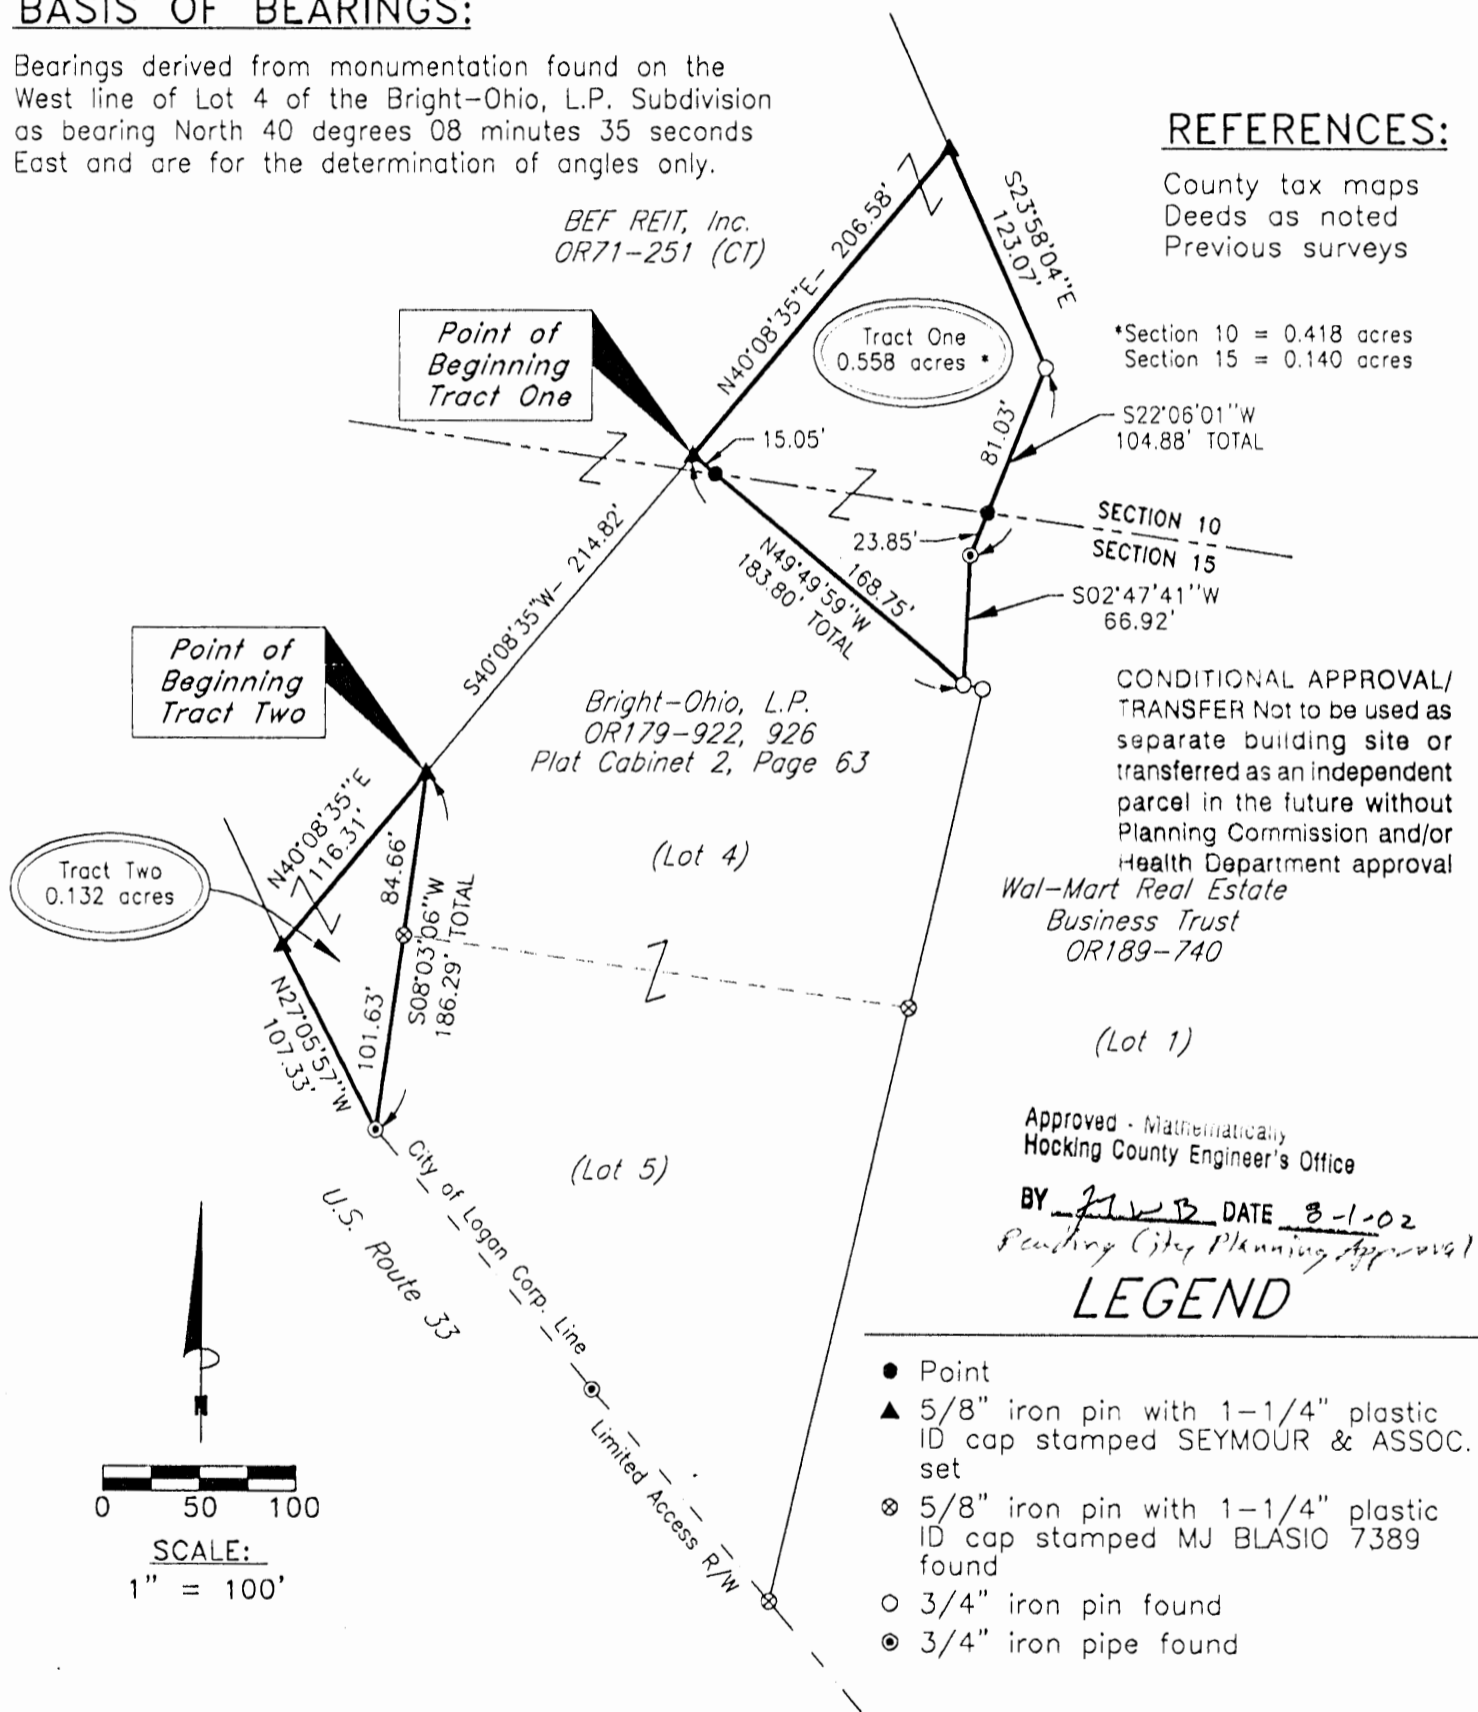 BASIS OF BEARINGS:
Bearings derived from monumentation found on the
West line of Lot 4 of the Bright-Ohio, L.P. Subdivision
as bearing North 40 degrees 08 minutes 35 seconds
East and are for the determination of angles only.
REFERENCES:
County tax maps
Deeds as noted
Previous surveys
BEF REIT, Inc.
OR71-251 (CT)
N40°08'35"E- 206.58'
S23°58'04"E
123.07'
Point of
Beginning
Tract One
Tract One
0.558 acres *
*Section 10 = 0.418 acres
Section 15 = 0.140 acres
S22°06'01"W
104.88' TOTAL
81.03'
15.05'
SECTION 10
SECTION 15
23.85'
N49°49'59"W
183.80' TOTAL
168.75'
S02°47'41"W
66.92'
S40°08'35"W- 214.82'
Point of
Beginning
Tract Two
Bright-Ohio, L.P.
OR179-922, 926
Plat Cabinet 2, Page 63
CONDITIONAL APPROVAL/
TRANSFER Not to be used as
separate building site or
transferred as an independent
parcel in the future without
Planning Commission and/or
Health Department approval
N40°08'35"E
116.31'
84.66'
(Lot 4)
Tract Two
0.132 acres
Wal-Mart Real Estate
Business Trust
OR189-740
S08°03'06"W
186.29' TOTAL
101.63'
N27°05'57"W
107.33'
(Lot 1)
(Lot 5)
Approved - Mathematically
Hocking County Engineer's Office
BY DATE 8-1-02
Pending City Planning Approval
City of Logan Corp. Line
U.S. Route 33
Limited Access R/W
N
0 50 100
SCALE:
1" = 100'
LEGEND
Point
5/8" iron pin with 1-1/4" plastic
ID cap stamped SEYMOUR & ASSOC.
set
5/8" iron pin with 1-1/4" plastic
ID cap stamped MJ BLASIO 7389
found
3/4" iron pin found
3/4" iron pipe found